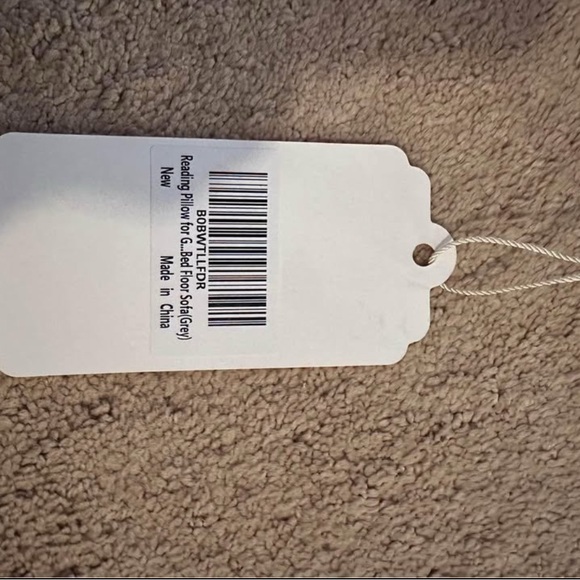 B0BWTLLFDR
Reading Pillow for G...Bed Floor Sofa(Grey)
New Made in China